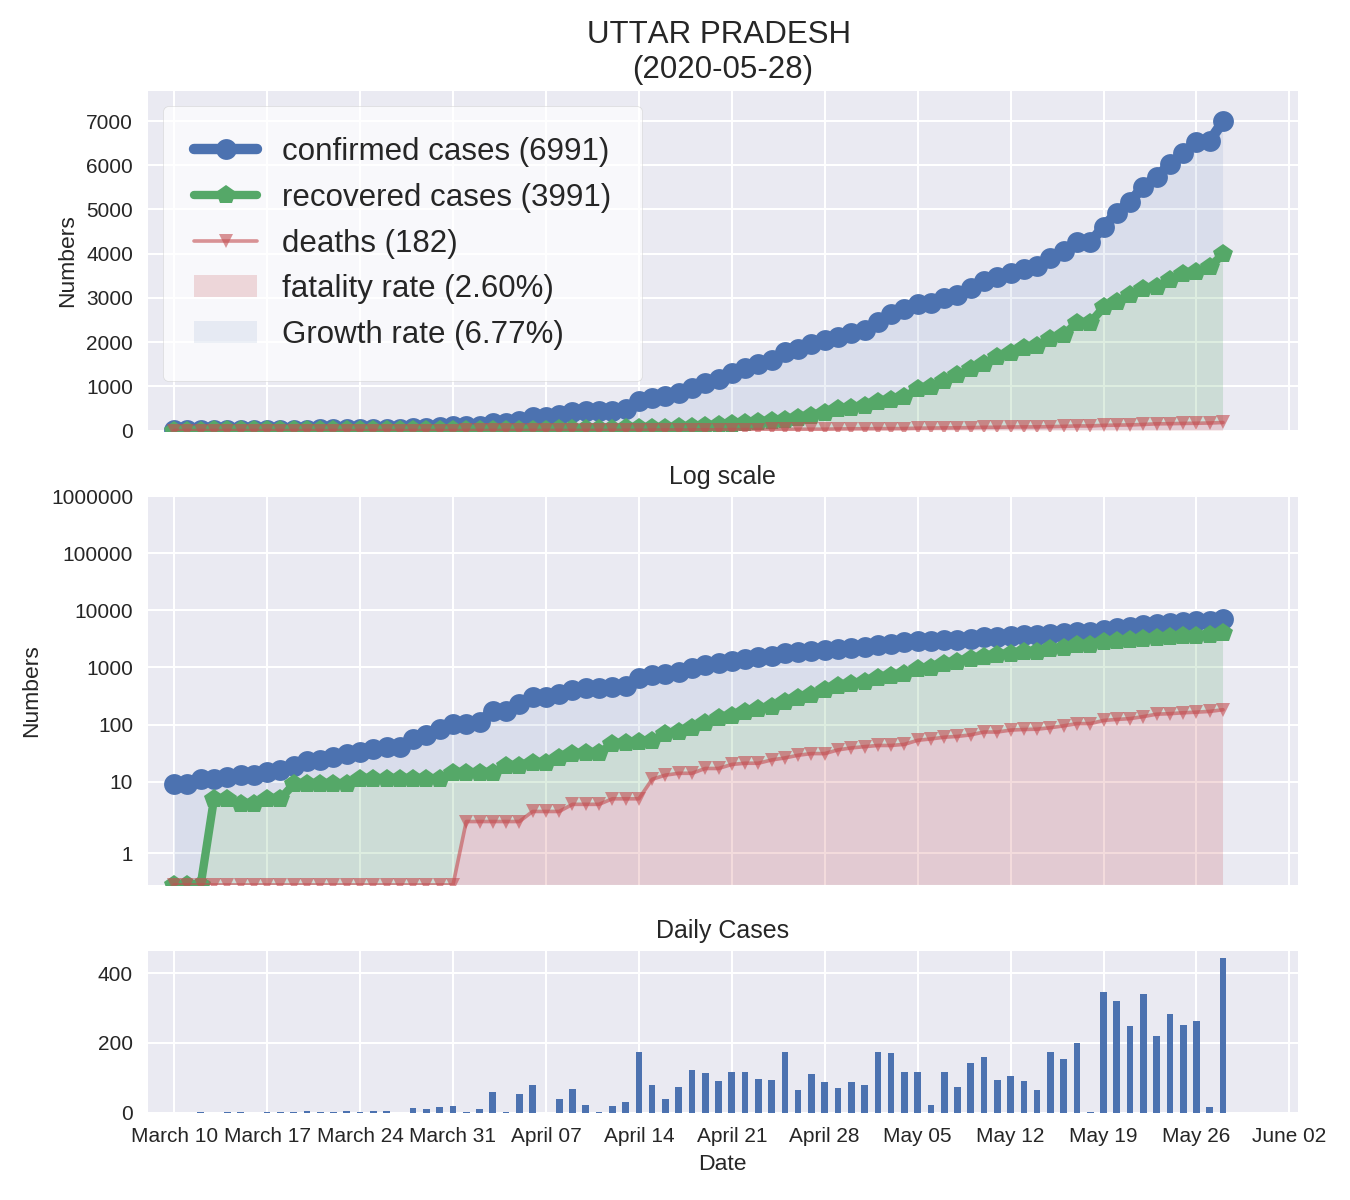 UTTAR PRADESH
(2020-05-28)
7000
6000
5000
4000
3000
2000
1000
0
Numbers
confirmed cases (6991)
recovered cases (3991)
deaths (182)
fatality rate (2.60%)
Growth rate (6.77%)
Log scale
1000000
100000
10000
1000
100
10
1
Numbers
Daily Cases
400
200
0
March 10 March 17 March 24 March 31 April 07 April 14 April 21 April 28 May 05 May 12 May 19 May 26 June 02
Date